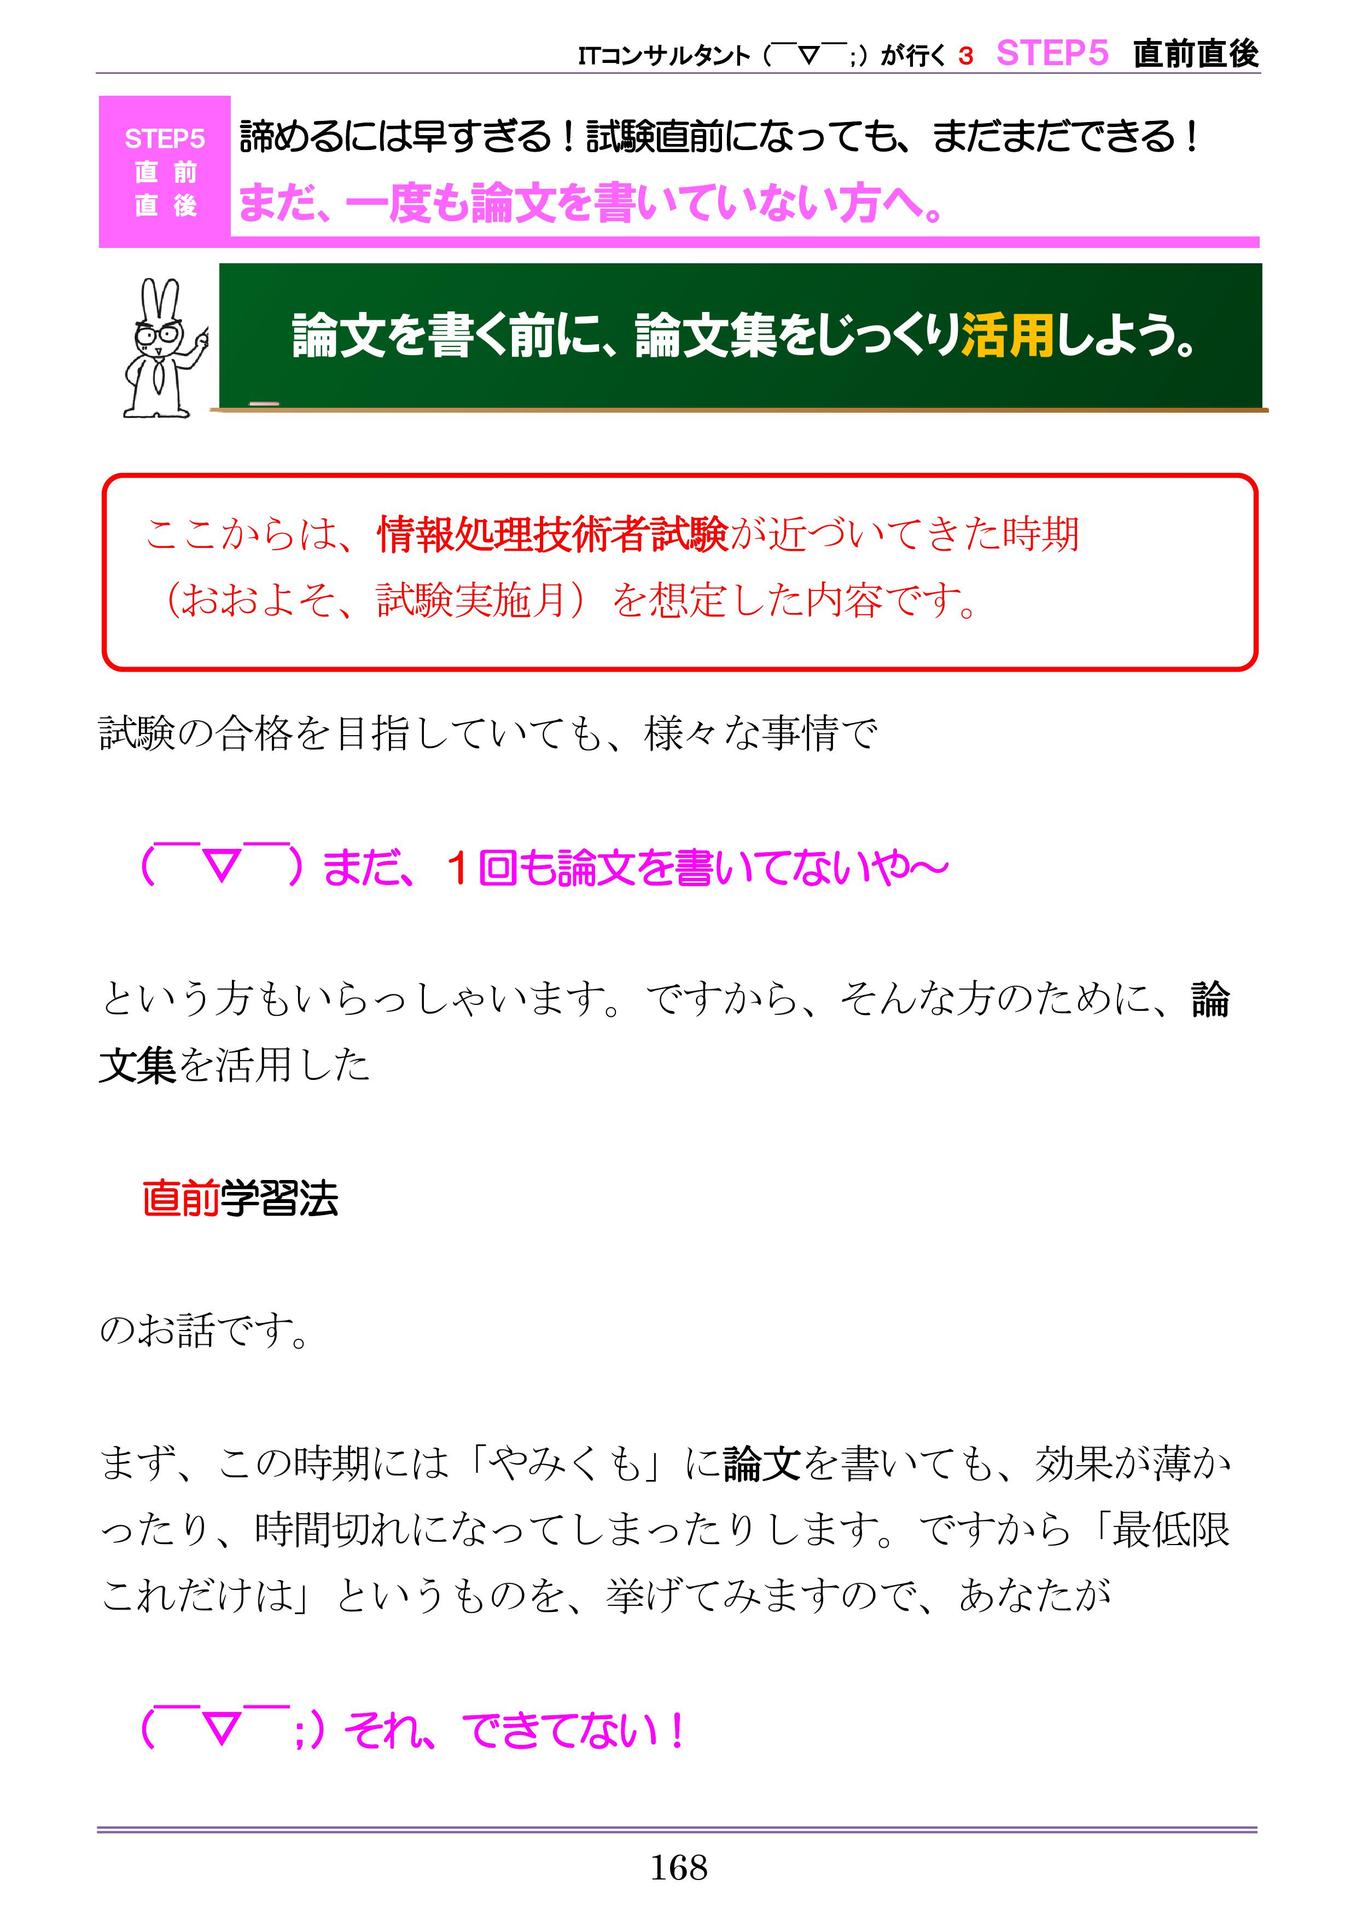 ITコンサルタント（￣▽￣;）が行く 3 STEP5 直前直後
STEP5
直 前
直 後
諦めるには早すぎる！試験直前になっても、まだまだできる！
まだ、一度も論文を書いていない方へ。
論文を書く前に、論文集をじっくり活用しよう。
ここからは、情報処理技術者試験が近づいてきた時期
（おおよそ、試験実施月）を想定した内容です。
試験の合格を目指していても、様々な事情で
（￣▽￣）まだ、１回も論文を書いてないや～
という方もいらっしゃいます。ですから、そんな方のために、論
文集を活用した
直前学習法
のお話です。
まず、この時期には「やみくも」に論文を書いても、効果が薄か
ったり、時間切れになってしまったりします。ですから「最低限
これだけは」というものを、挙げてみますので、あなたが
（￣▽￣;）それ、できてない！
168